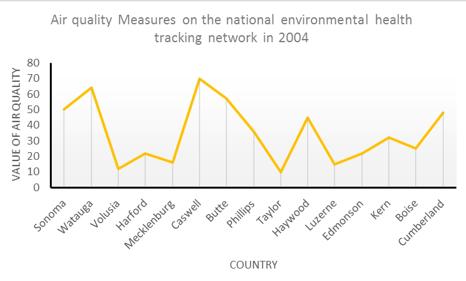 Air quality Measures on the national environmental health
tracking network in 2004
VALUE OF AIR QUALITY
80
70
60
50
40
30
20
10
0
Sonoma
Watauga
Volusia
Harford
Mecklenburg
Caswell
Butte
Phillips
Taylor
Haywood
Luzerne
Edmonson
Kern
Boise
Cumberland
COUNTRY